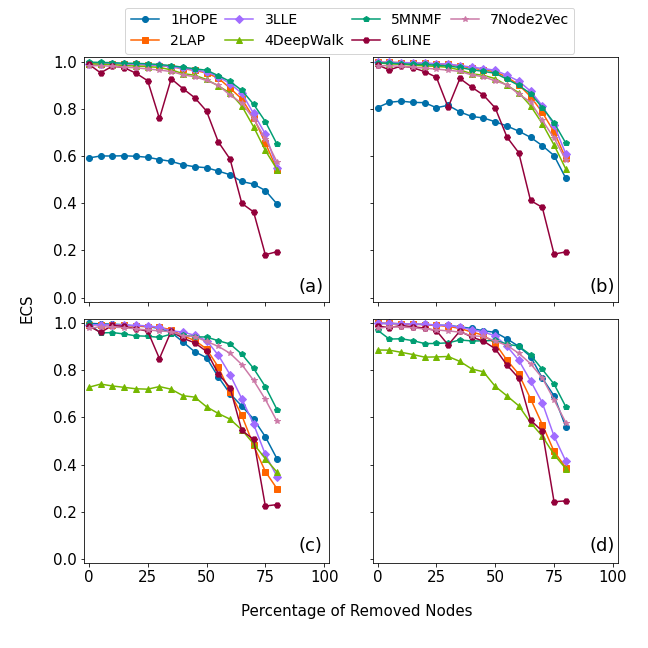 1HOPE 3LLE 5MNMF 7Node2Vec
2LAP 4DeepWalk 6LINE
1.0
0.8
0.6
0.4
0.2
0.0
(a)
(b)
ECS
1.0
0.8
0.6
0.4
0.2
0.0
(c)
(d)
0 25 50 75 100 0 25 50 75 100
Percentage of Removed Nodes